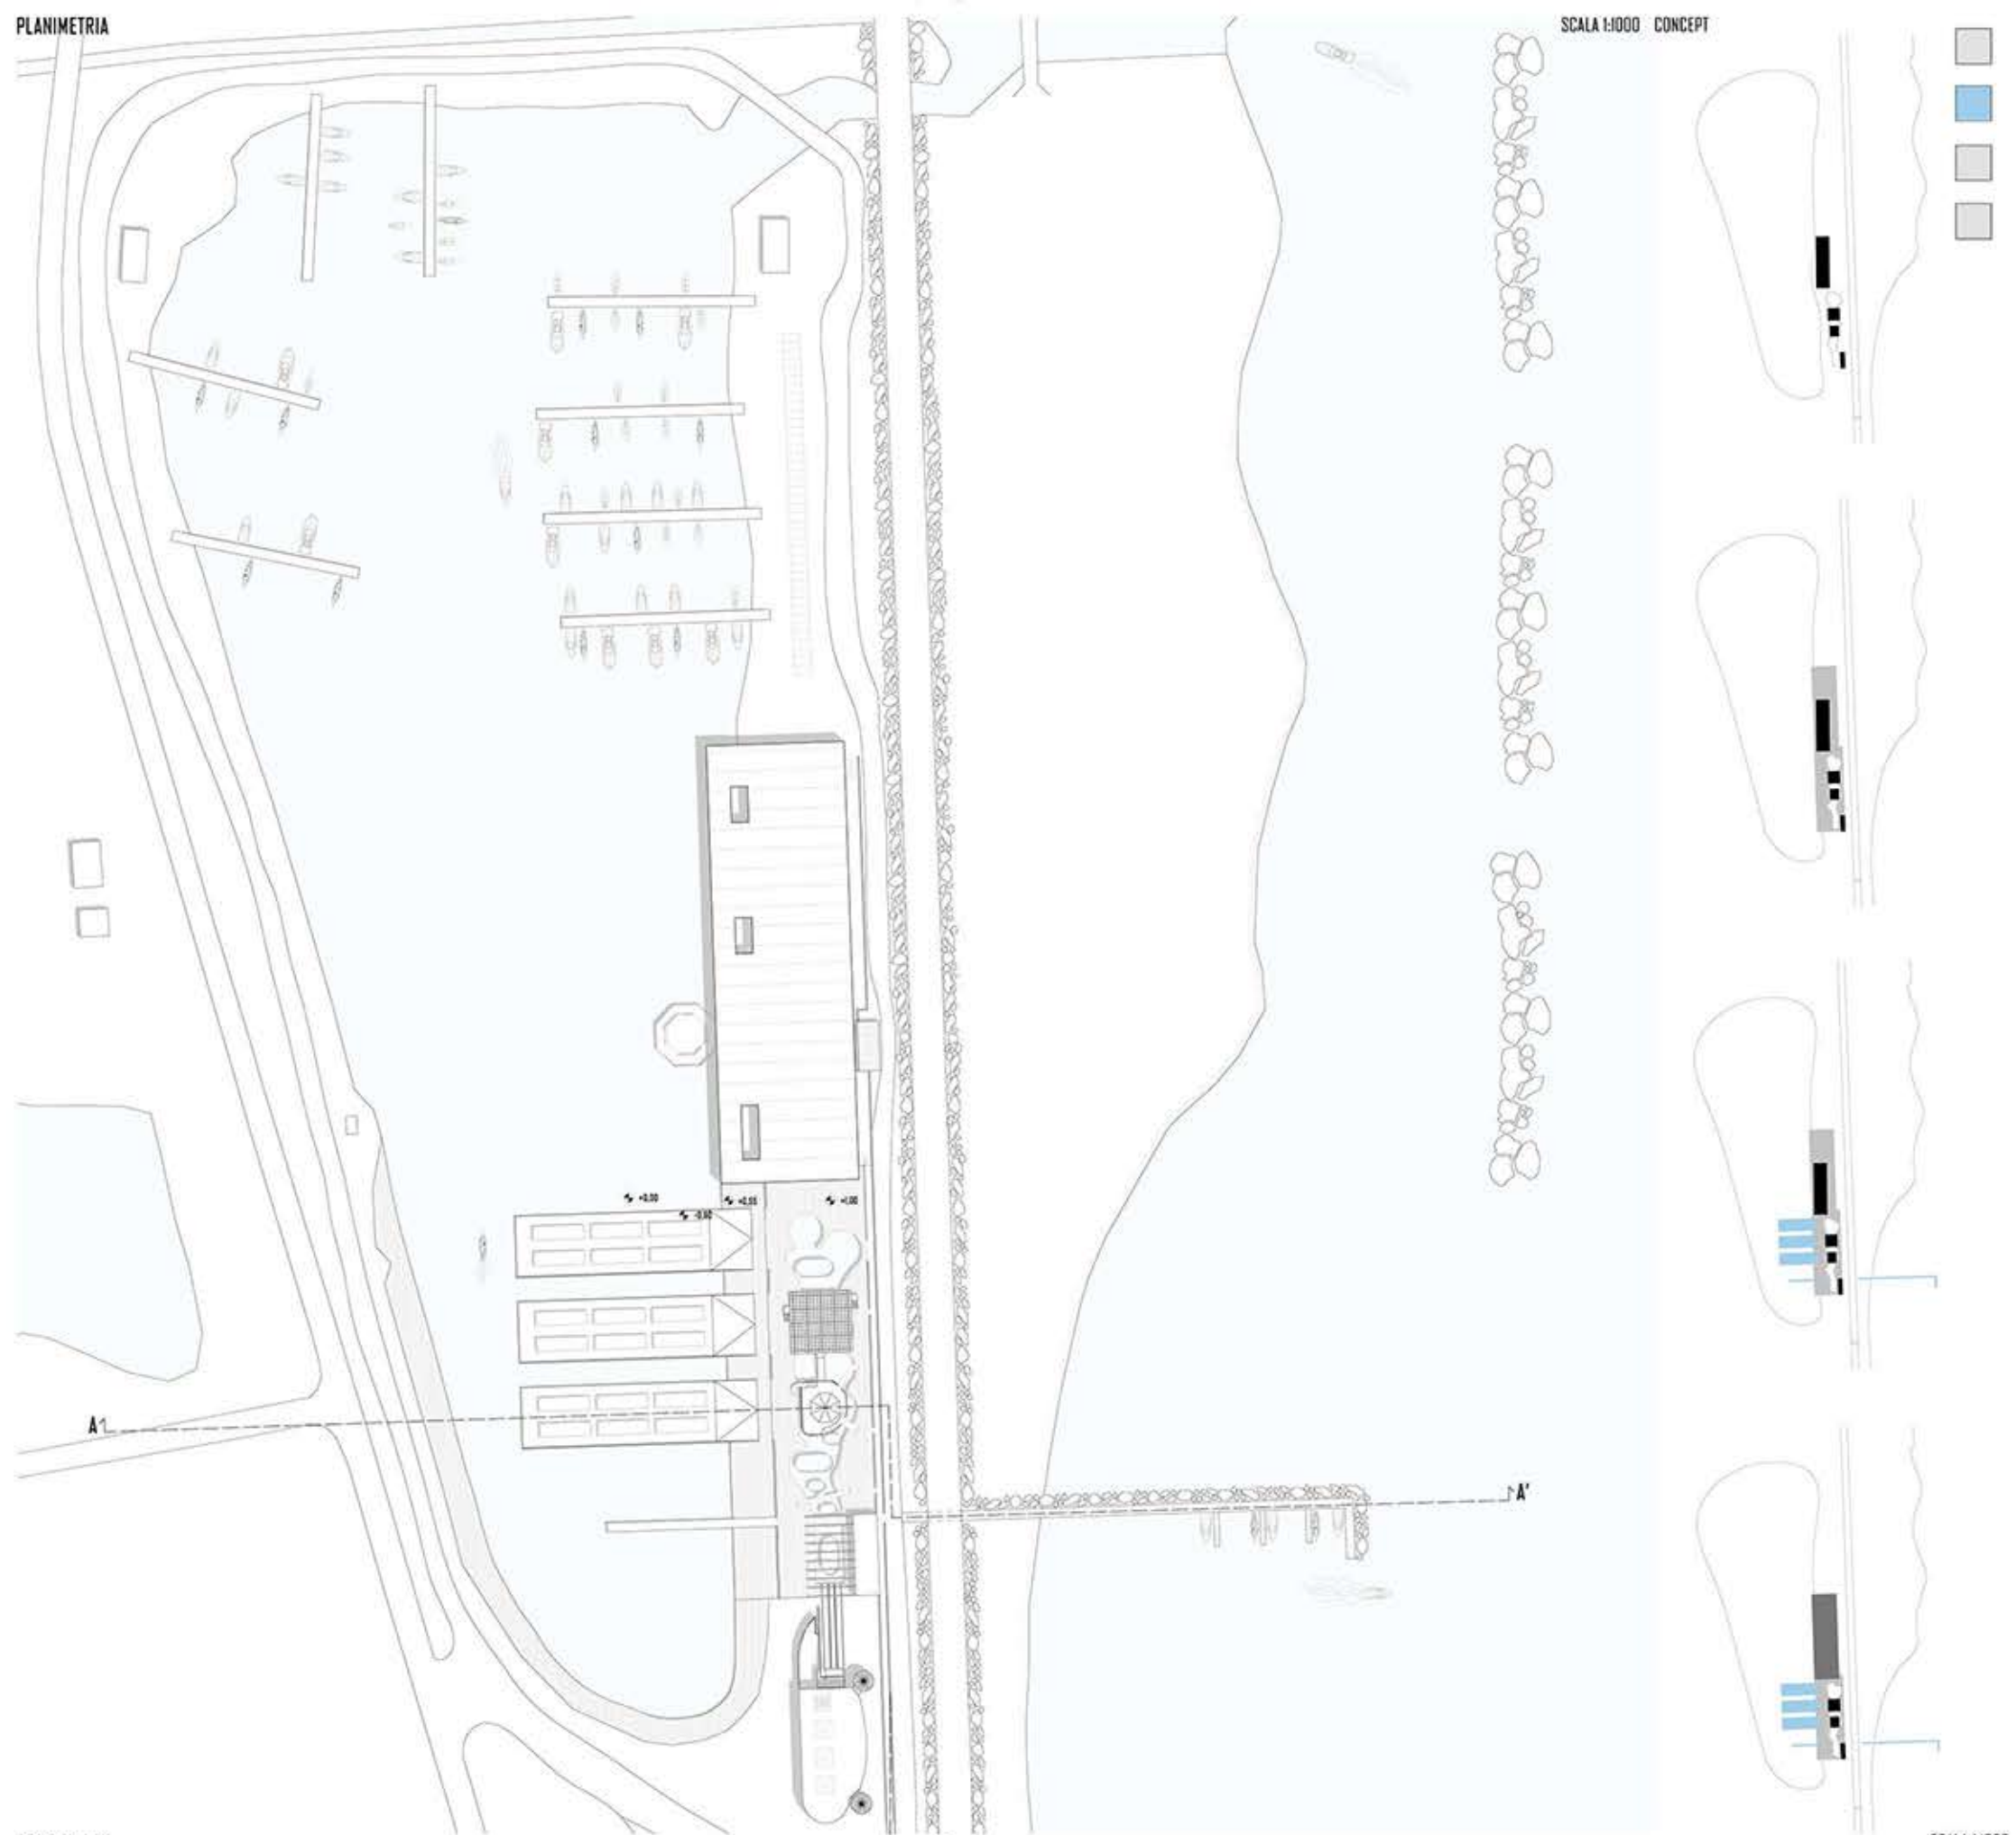 PLANIMETRIA
SCALA 1:1000 CONCEPT
+0,00
+0,55
+1,00
A
A'